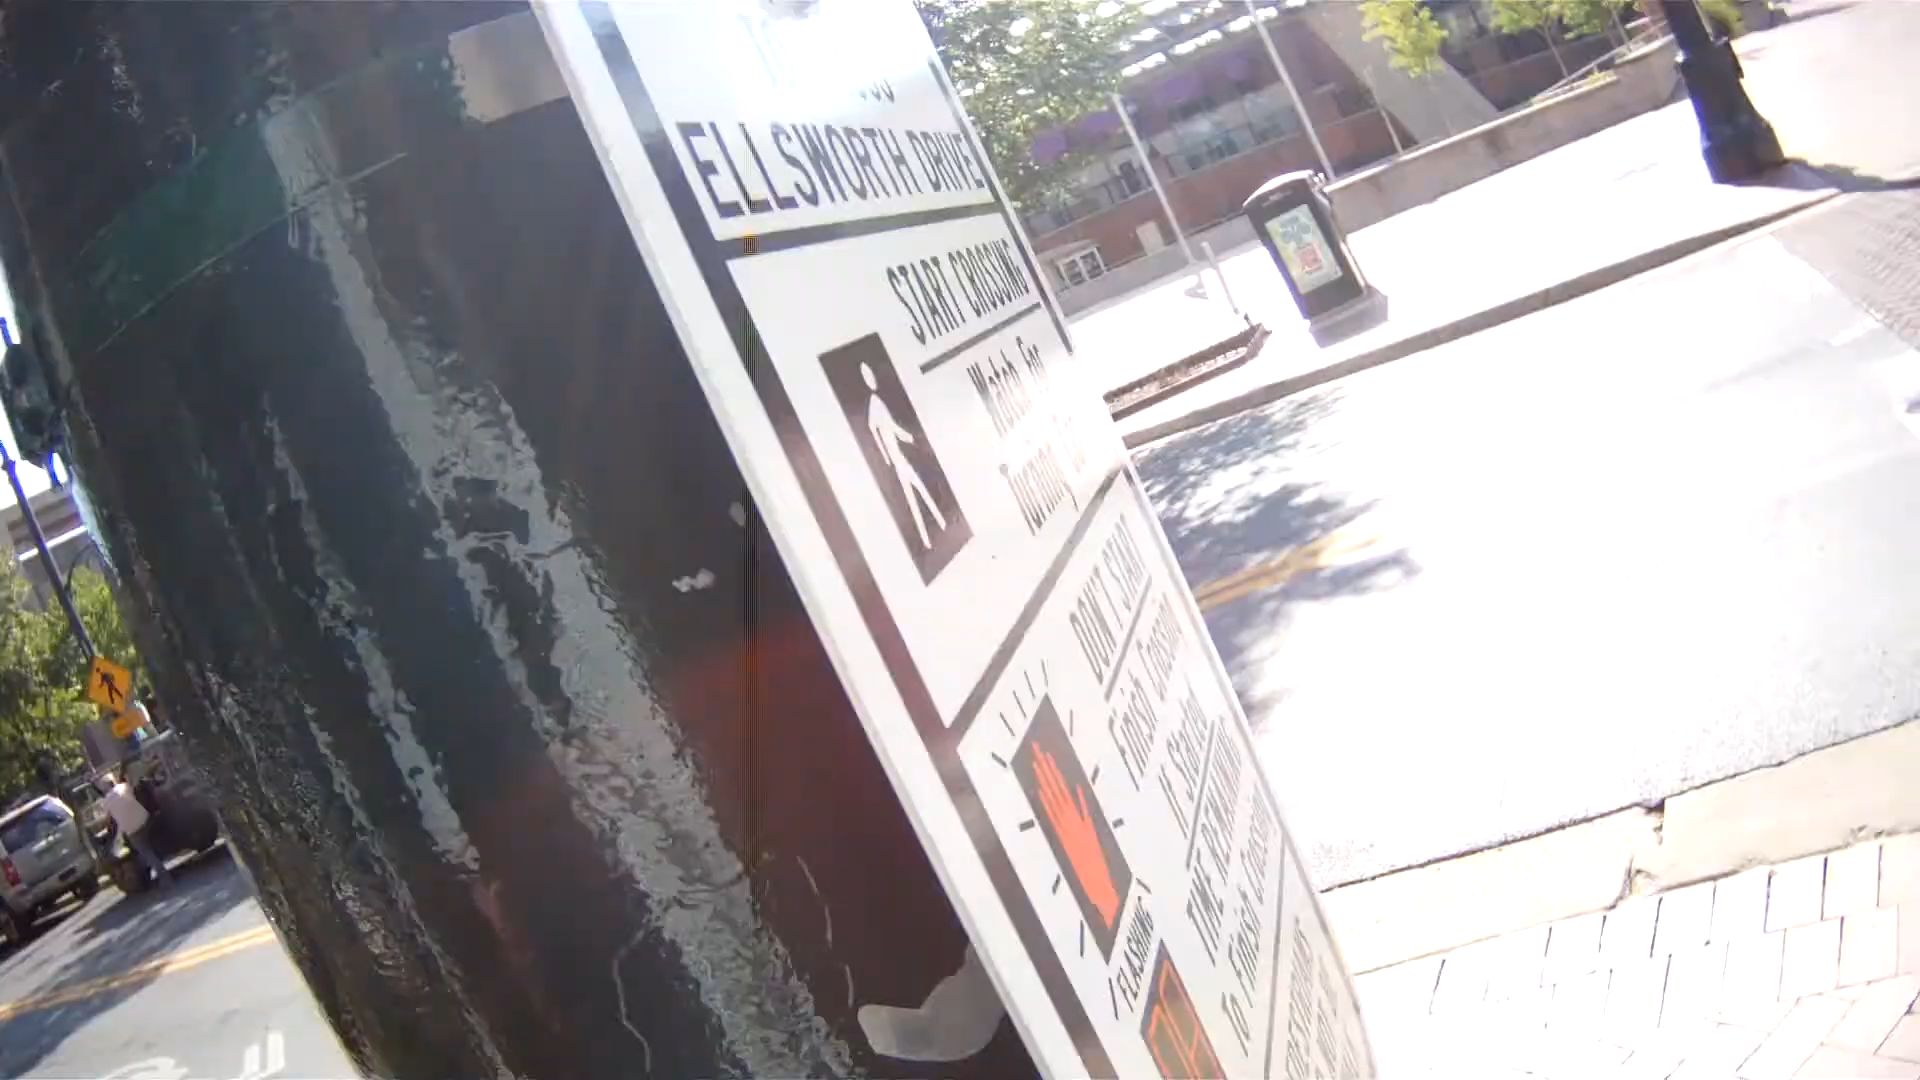 ELLSWORTH DRIVE
START CROSSING
Watch For
Turning
DON'T START
Finish Crossing
If Started
FLASHING
TIME REMAINING
To Finish Crossing